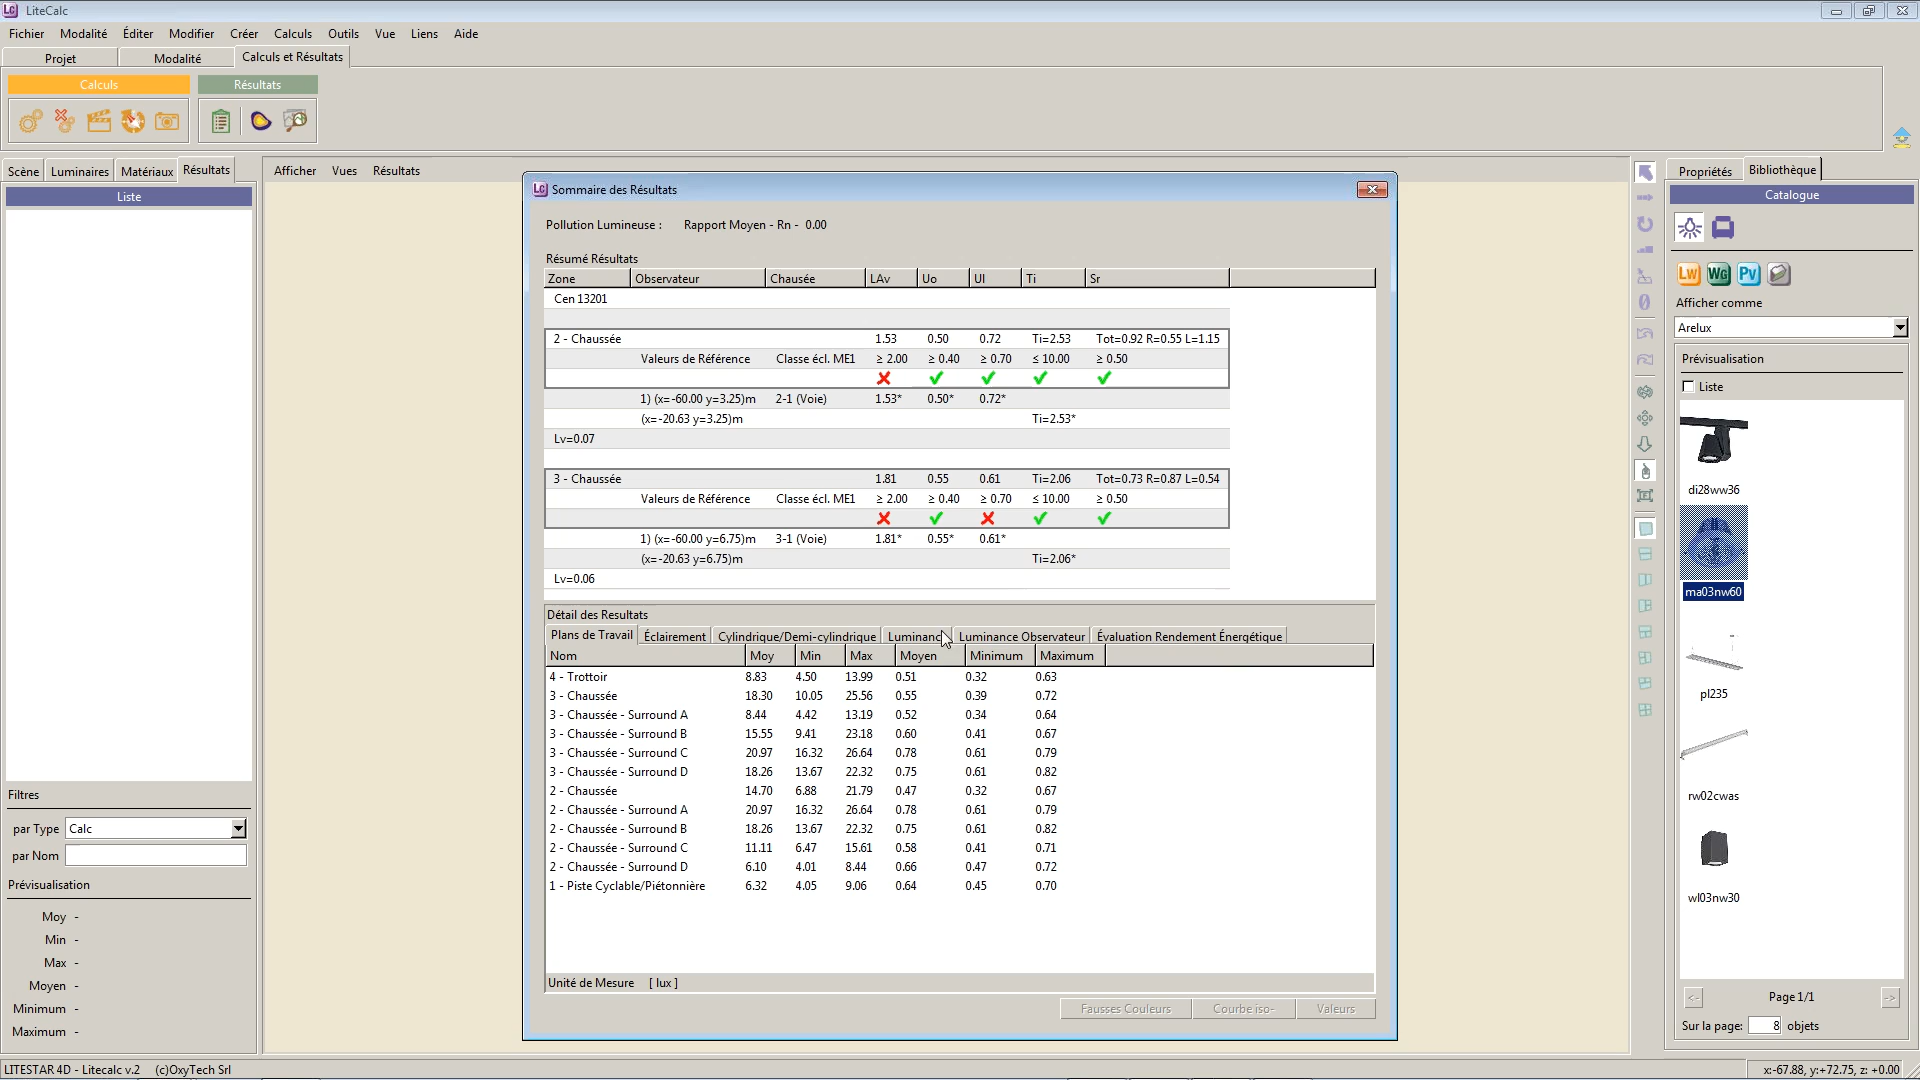 LiteCalc
Fichier Modalité Éditer Modifier Créer Calculs Outils Vue Liens Aide
Projet Modalité Calculs et Résultats
Calculs Résultats
Scène Luminaires Matériaux Résultats
Liste
Filtres
par Type Calc
par Nom
Prévisualisation
Moy -
Min -
Max -
Moyen -
Minimum -
Maximum -
Afficher Vues Résultats
Sommaire des Résultats
Pollution Lumineuse : Rapport Moyen - Rn - 0.00
Résumé Résultats
Zone Observateur Chausée LAv Uo Ul Ti Sr
Cen 13201
2 - Chaussée 1.53 0.50 0.72 Ti=2.53 Tot=0.92 R=0.55 L=1.15
Valeurs de Référence Classe écl. ME1 ≥ 2.00 ≥ 0.40 ≥ 0.70 ≤ 10.00 ≥ 0.50
1) (x=-60.00 y=3.25)m 2-1 (Voie) 1.53* 0.50* 0.72*
(x=-20.63 y=3.25)m Ti=2.53*
Lv=0.07
3 - Chaussée 1.81 0.55 0.61 Ti=2.06 Tot=0.73 R=0.87 L=0.54
Valeurs de Référence Classe écl. ME1 ≥ 2.00 ≥ 0.40 ≥ 0.70 ≤ 10.00 ≥ 0.50
1) (x=-60.00 y=6.75)m 3-1 (Voie) 1.81* 0.55* 0.61*
(x=-20.63 y=6.75)m Ti=2.06*
Lv=0.06
Détail des Resultats
Plans de Travail Éclairement Cylindrique/Demi-cylindrique Luminance Luminance Observateur Évaluation Rendement Énergétique
Nom Moy Min Max Moyen Minimum Maximum
4 - Trottoir 8.83 4.50 13.99 0.51 0.32 0.63
3 - Chaussée 18.30 10.05 25.56 0.55 0.39 0.72
3 - Chaussée - Surround A 8.44 4.42 13.19 0.52 0.34 0.64
3 - Chaussée - Surround B 15.55 9.41 23.18 0.60 0.41 0.67
3 - Chaussée - Surround C 20.97 16.32 26.64 0.78 0.61 0.79
3 - Chaussée - Surround D 18.26 13.67 22.32 0.75 0.61 0.82
2 - Chaussée 14.70 6.88 21.79 0.47 0.32 0.67
2 - Chaussée - Surround A 20.97 16.32 26.64 0.78 0.61 0.79
2 - Chaussée - Surround B 18.26 13.67 22.32 0.75 0.61 0.82
2 - Chaussée - Surround C 11.11 6.47 15.61 0.58 0.41 0.71
2 - Chaussée - Surround D 6.10 4.01 8.44 0.66 0.47 0.72
1 - Piste Cyclable/Piétonnière 6.32 4.05 9.06 0.64 0.45 0.70
Unité de Mesure [ lux ]
Fausses Couleurs Courbe iso- Valeurs
Propriétés Bibliothèque
Catalogue
Lw Wg Pv
Afficher comme
Arelux
Prévisualisation
Liste
di28ww36
ma03nw60
pl235
rw02cwas
wl03nw30
<- Page 1/1 ->
Sur la page: 8 objets
LITESTAR 4D - Litecalc v.2 (c)OxyTech Srl x:-67.88, y:+72.75, z: +0.00